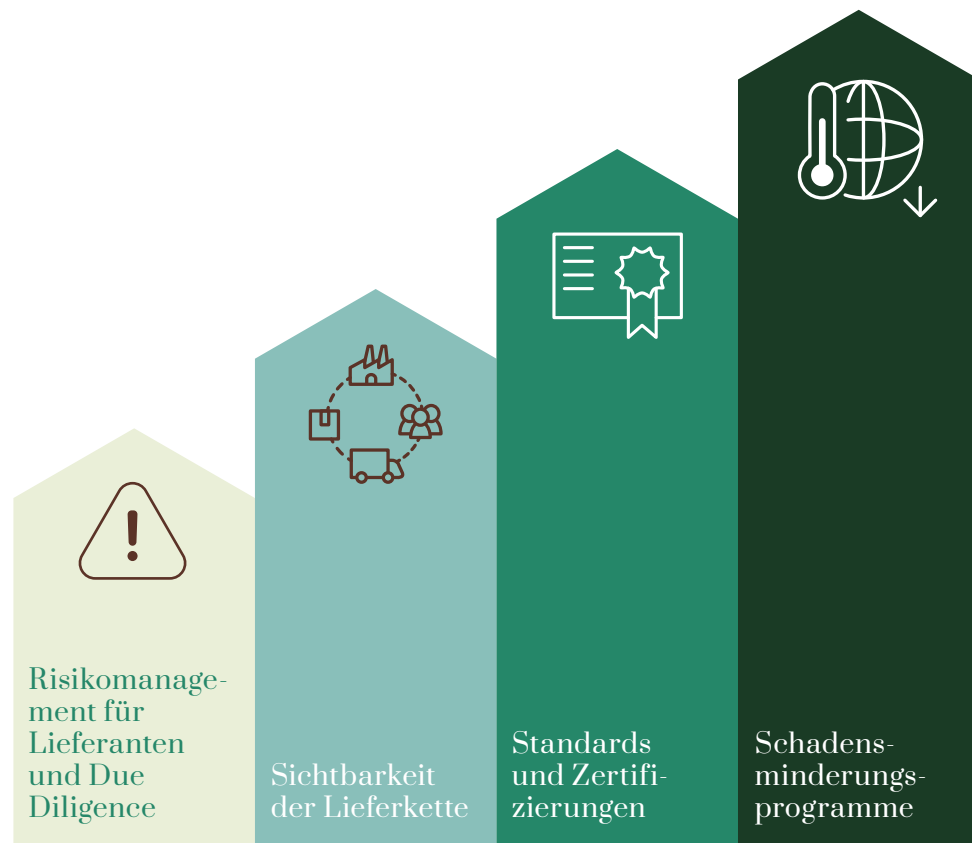 Risikomanage-
ment für
Lieferanten
und Due
Diligence
Sichtbarkeit
der Lieferkette
Standards
und Zertifi-
zierungen
Schadens-
minderungs-
programme